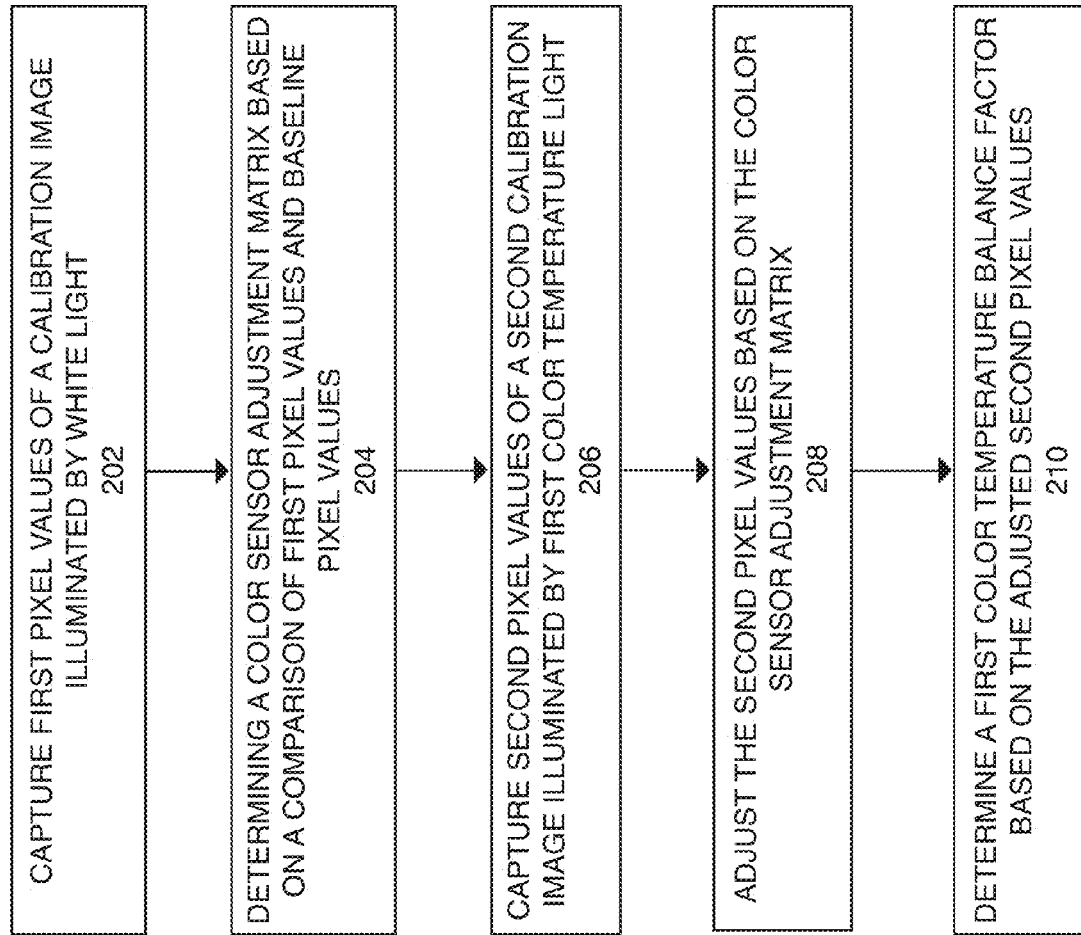 CAPTURE FIRST PIXEL VALUES OF A CALIBRATION IMAGE
ILLUMINATED BY WHITE LIGHT
202
DETERMINING A COLOR SENSOR ADJUSTMENT MATRIX BASED
ON A COMPARISON OF FIRST PIXEL VALUES AND BASELINE
PIXEL VALUES
204
CAPTURE SECOND PIXEL VALUES OF A SECOND CALIBRATION
IMAGE ILLUMINATED BY FIRST COLOR TEMPERATURE LIGHT
206
ADJUST THE SECOND PIXEL VALUES BASED ON THE COLOR
SENSOR ADJUSTMENT MATRIX
208
DETERMINE A FIRST COLOR TEMPERATURE BALANCE FACTOR
BASED ON THE ADJUSTED SECOND PIXEL VALUES
210